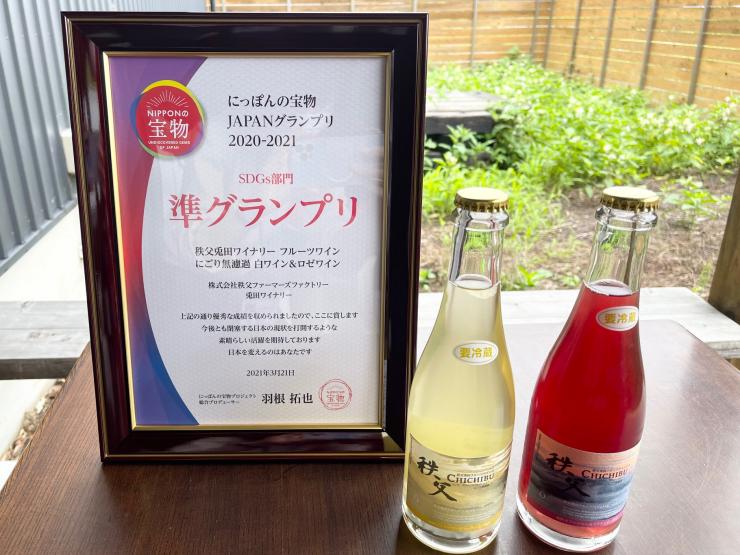 NIPPONの
宝物
UNDISCOVERED GEMS
OF JAPAN
にっぽんの宝物
JAPANグランプリ
2020-2021
SDGs部門
準グランプリ
秩父兎田ワイナリー フルーツワイン
にごり無濾過 白ワイン&ロゼワイン
株式会社秩父ファーマーズファクトリー
兎田ワイナリー
上記の通り優秀な成績を収められましたので、ここに賞します
今後とも閉塞する日本の現状を打開するような
素晴らしい活躍を期待しております
日本を変えるのはあなたです
2021年3月21日
にっぽんの宝物プロジェクト
総合プロデューサー 羽根 拓也
NIPPONの
宝物
要冷蔵
秩父
CHICHIBU
要冷蔵
秩父
CHICHIBU